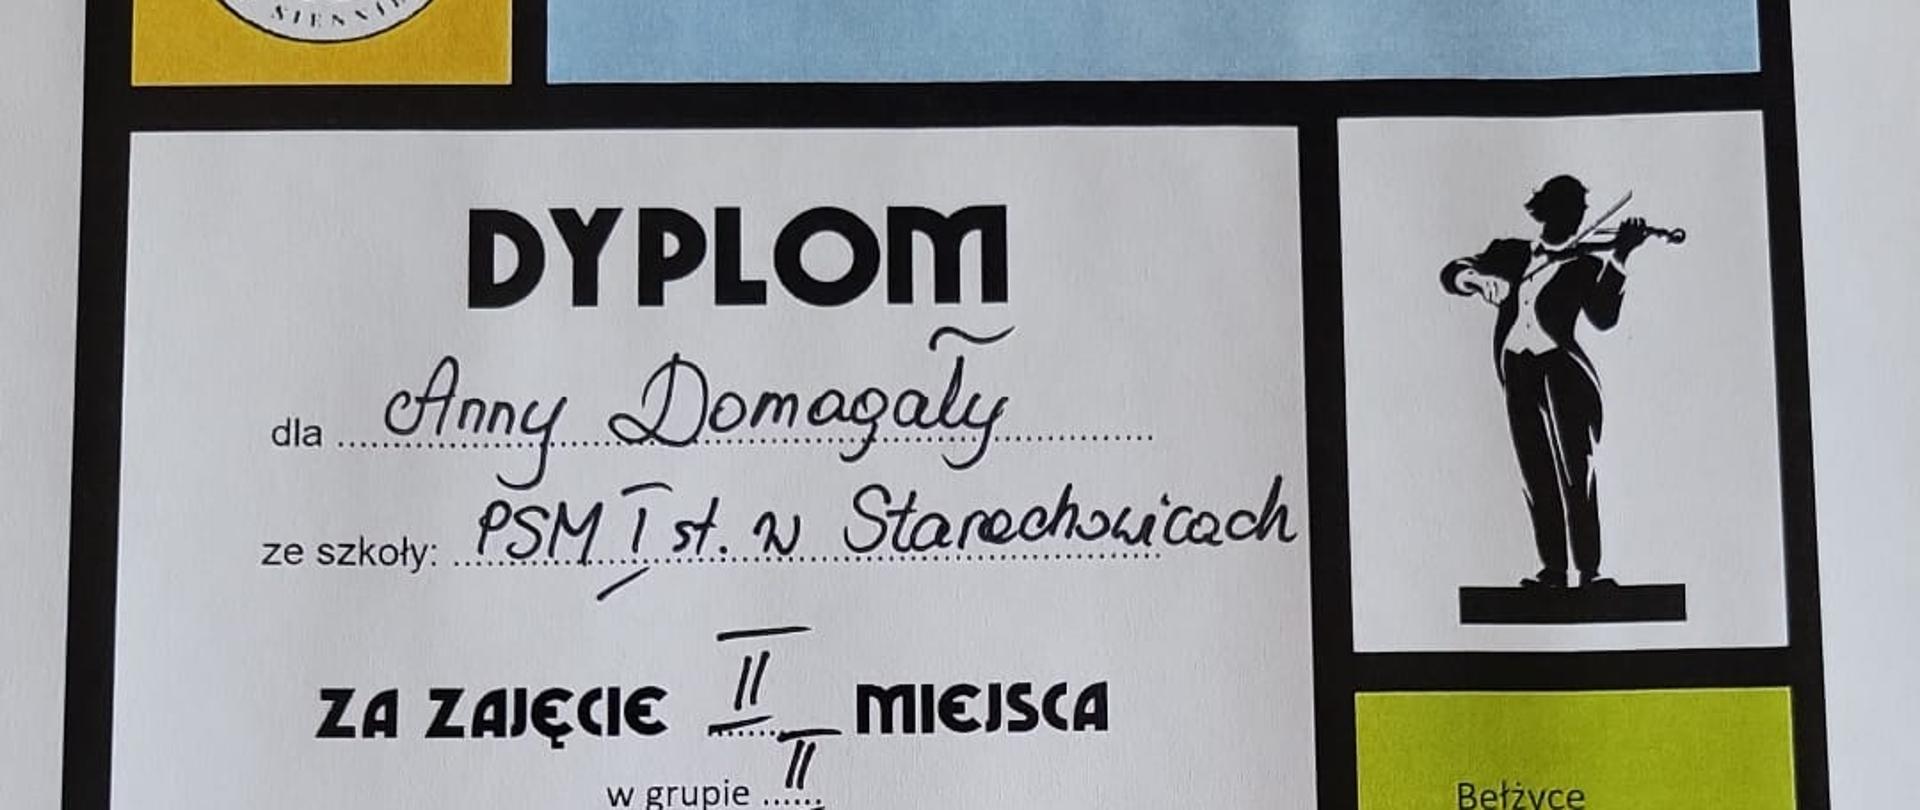 DYPLOM
dla Anny Domagały
ze szkoły: PSM I st. w Starachowicach
ZA ZAJĘCIE II MIEJSCA
w grupie II
Bełżyce